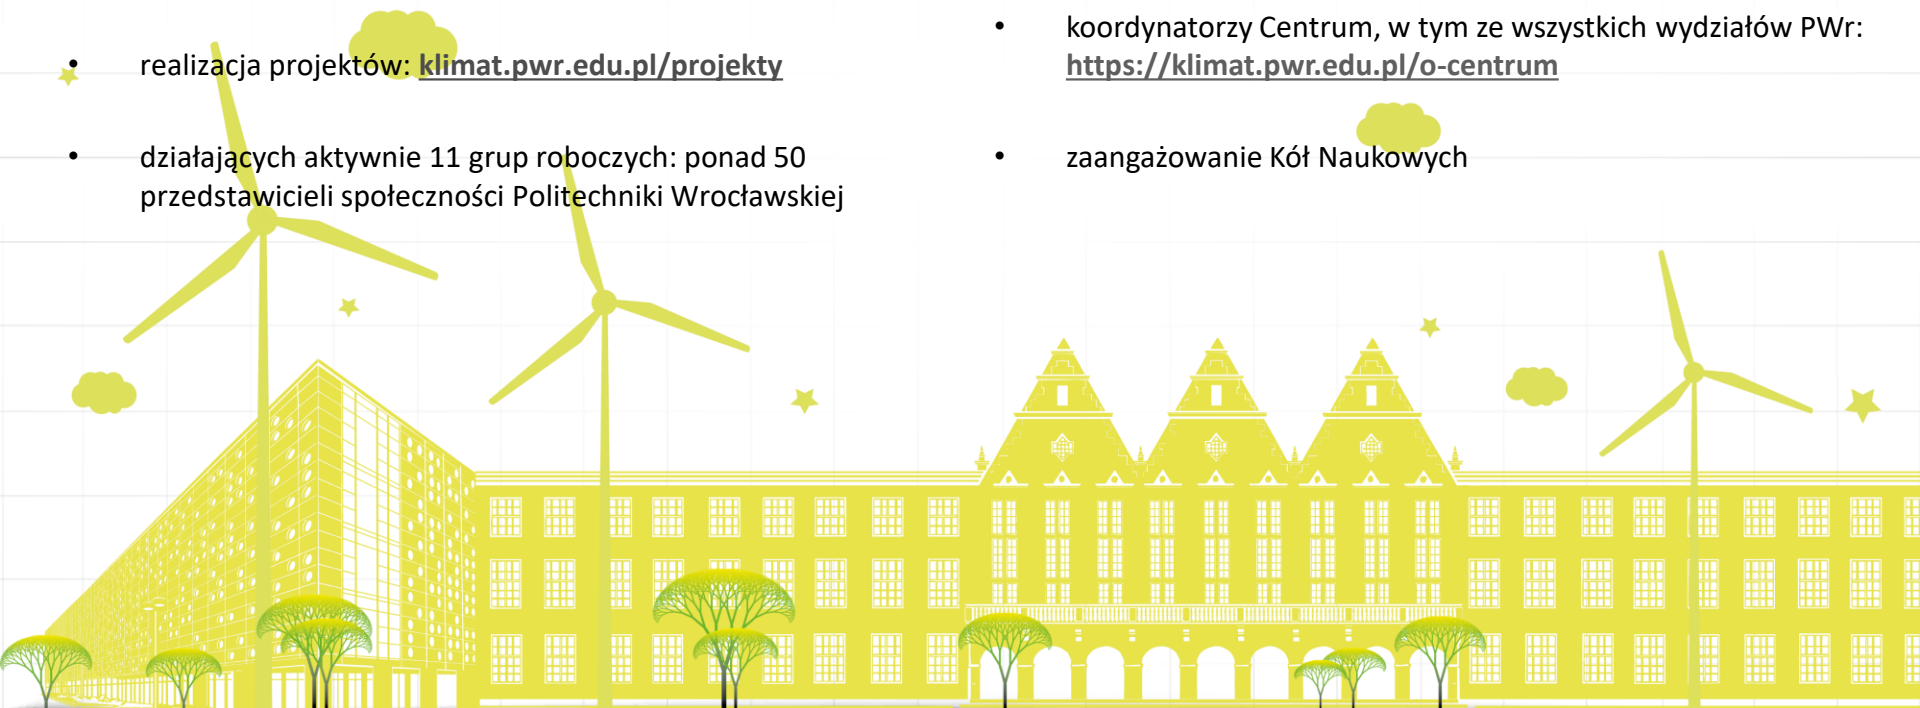 • realizacja projektów: klimat.pwr.edu.pl/projekty
• działających aktywnie 11 grup roboczych: ponad 50
przedstawicieli społeczności Politechniki Wrocławskiej
• koordynatorzy Centrum, w tym ze wszystkich wydziałów PWr:
https://klimat.pwr.edu.pl/o-centrum
• zaangażowanie Kół Naukowych